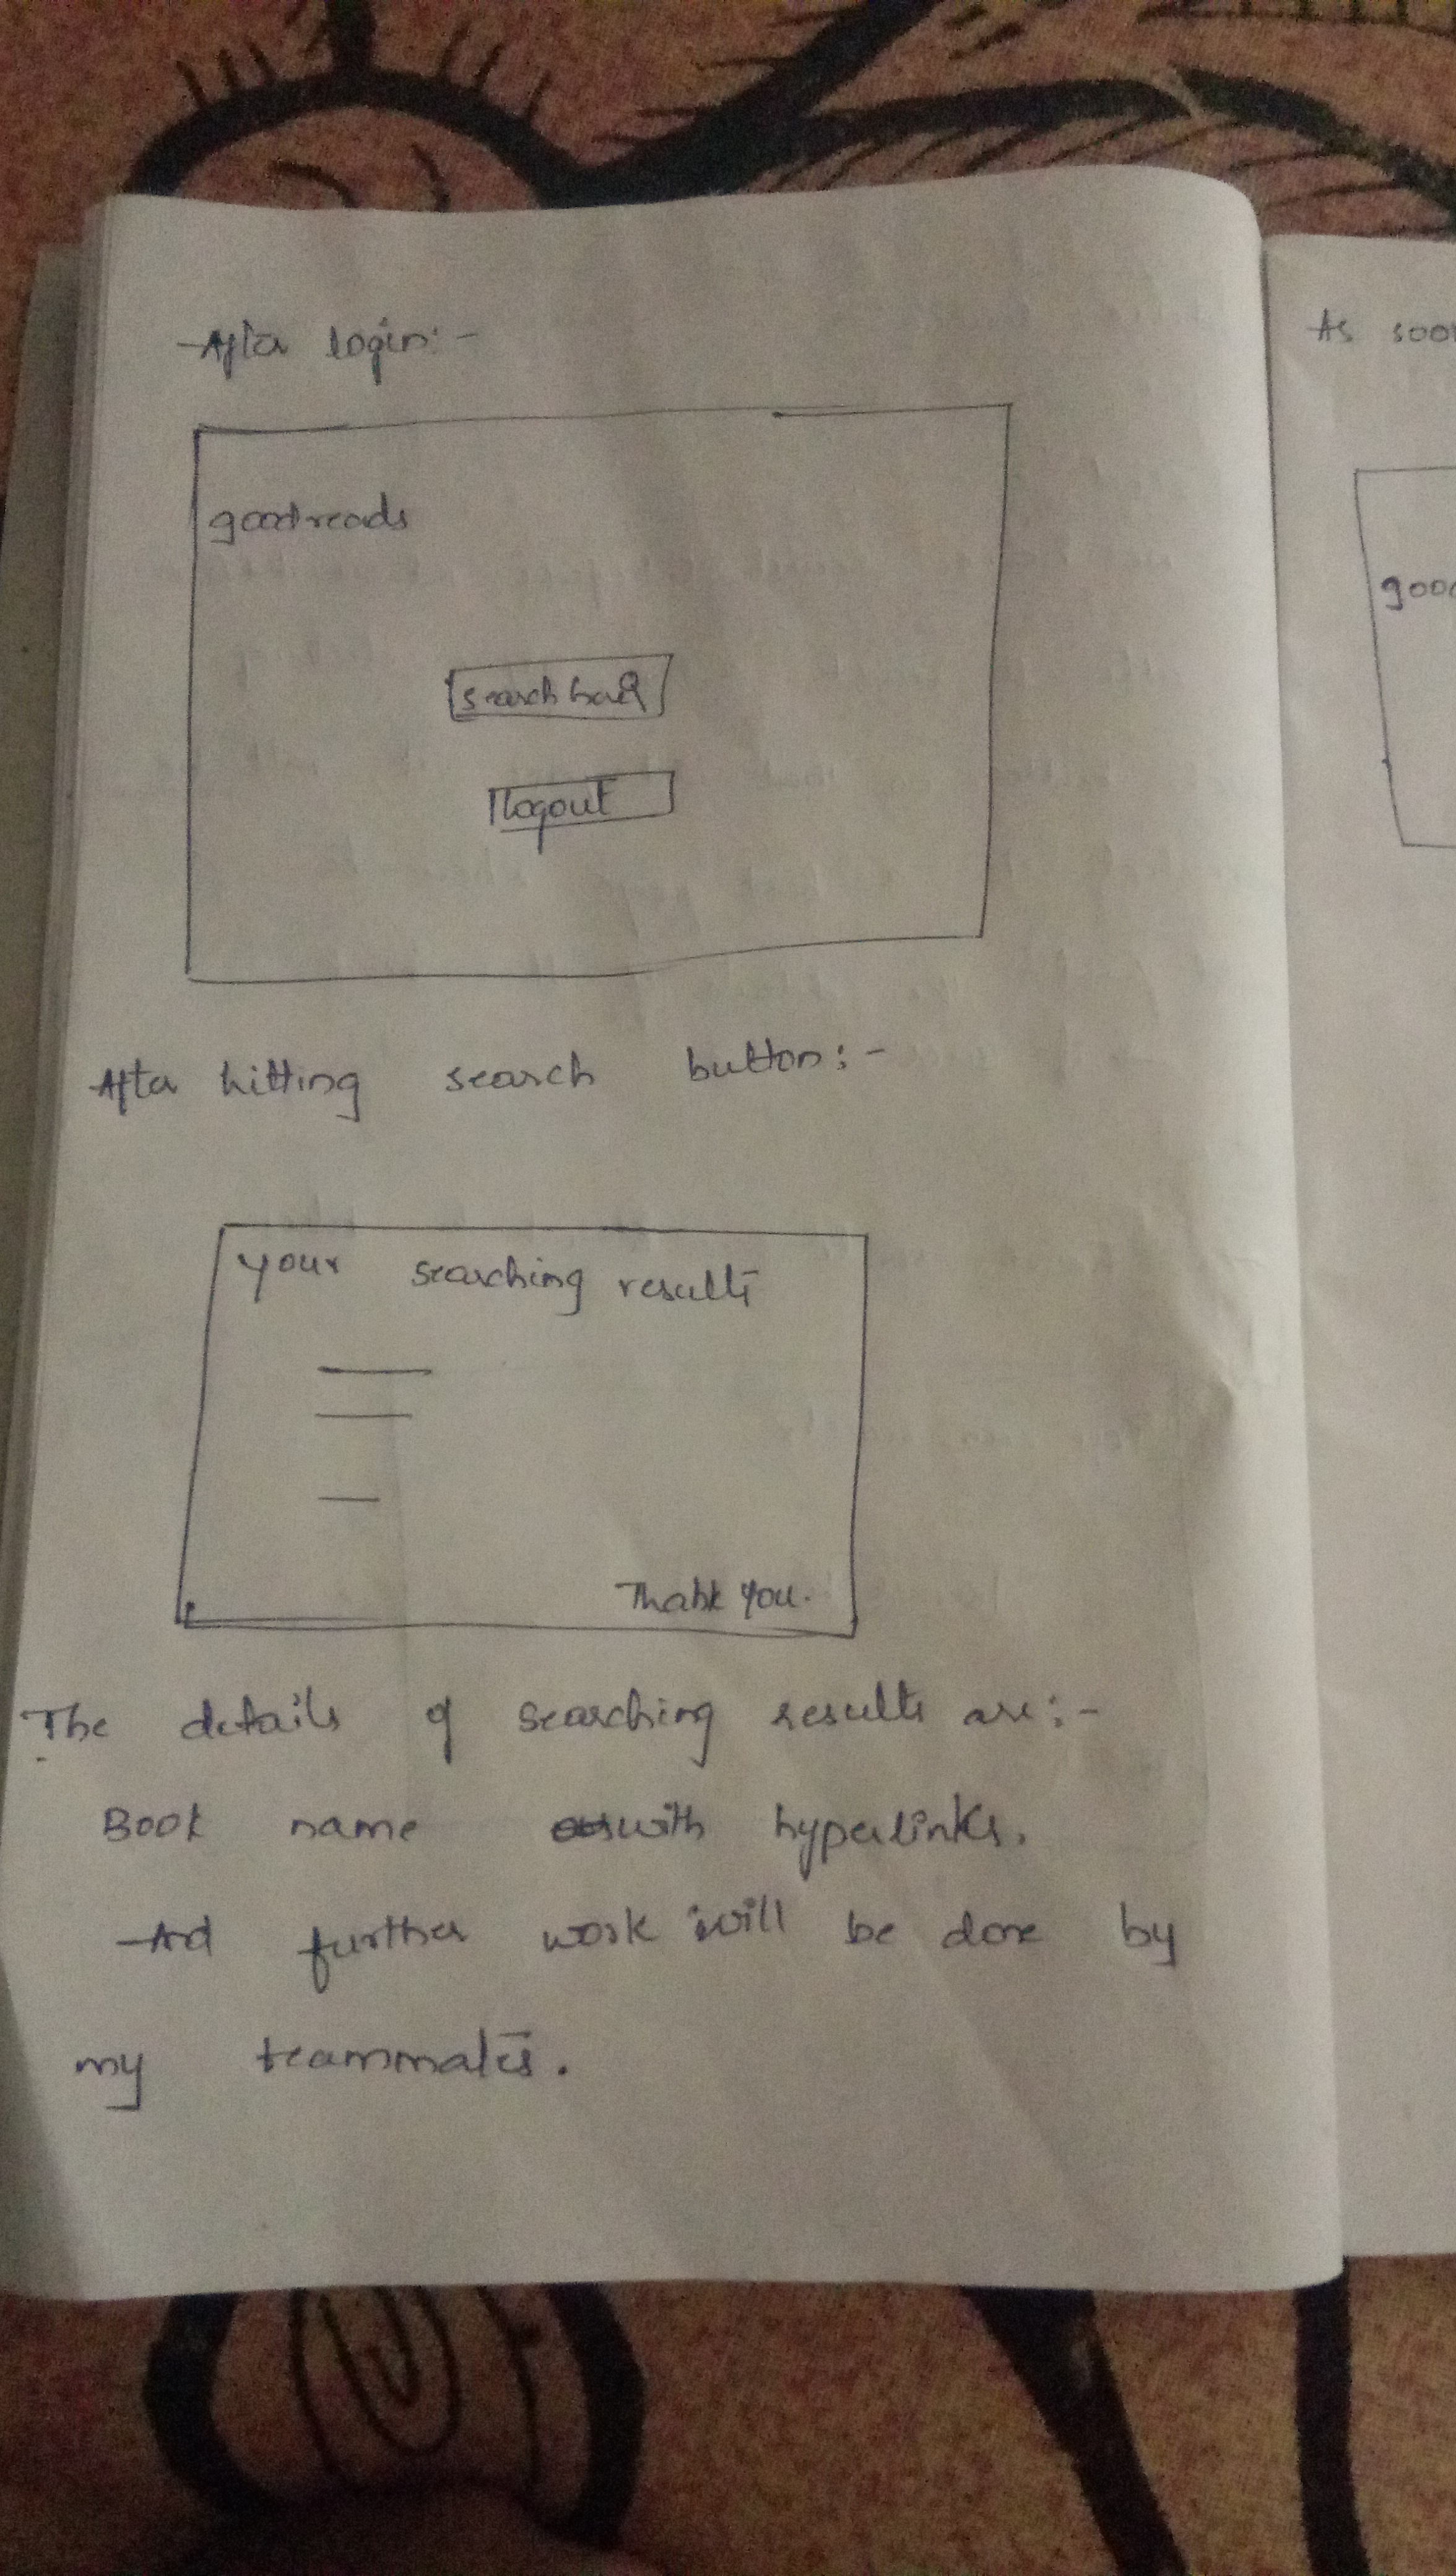 After login:-
goodreads
search bar
logout
After hitting search button:-
your searching results
Thank you.
The details of searching results are:-
Book name with hyperlinks.
And further work will be done by
my teammates.
As soon
good